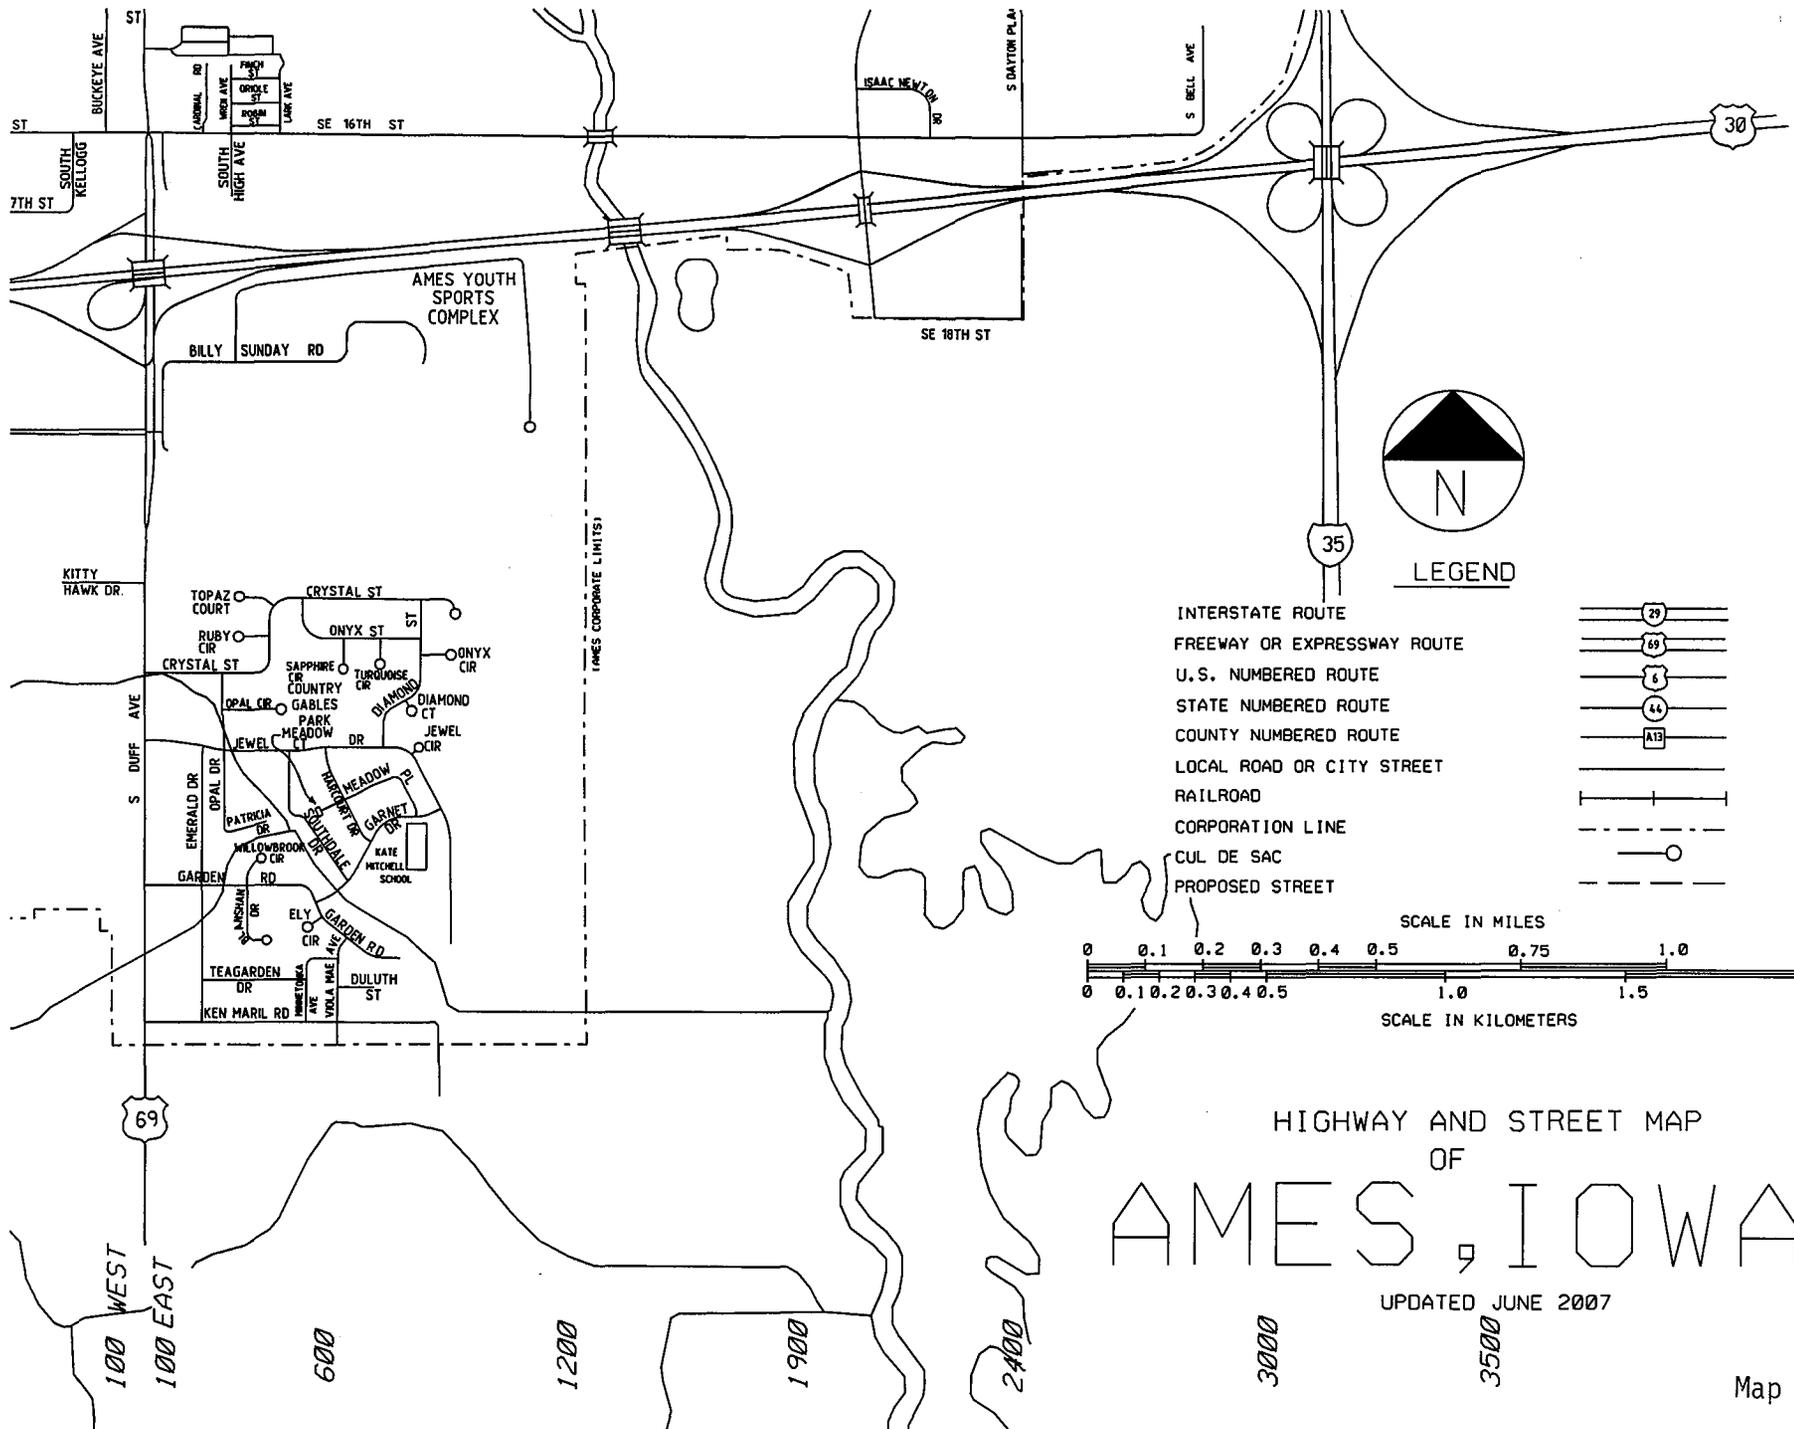 ST
BUCKEYE AVE
CARDINAL RD
WREN AVE
FINCH
ST
ORIOLE
ST
ROBIN
ST
LARK AVE
ST
SE 16TH ST
SOUTH
KELLOGG
SOUTH
HIGH AVE
7TH ST
ISAAC NEWTON DR
S DAYTON PLA
S BELL AVE
30
AMES YOUTH
SPORTS
COMPLEX
BILLY SUNDAY RD
SE 18TH ST
(AMES CORPORATE LIMITS)
N
35
KITTY
HAWK DR.
TOPAZ
COURT
CRYSTAL ST
RUBY
CIR
ONYX ST
ST
ONYX
CIR
CRYSTAL ST
SAPPHIRE
CIR
TURQUOISE
CIR
COUNTRY
GABLES
PARK
OPAL CIR
DIAMOND
DIAMOND
CT
MEADOW
CT
JEWEL DR
JEWEL
CIR
S DUFF AVE
EMERALD DR
OPAL DR
MEADOW PL
HARCOURT DR
GARNET
DR
PATRICIA
DR
SOUTHDALE
DR
WILLOWBROOK
CIR
KATE
MITCHELL
SCHOOL
GARDEN RD
ANSHAN
DR
ELY
CIR
GARDEN RD
TEAGARDEN
DR
MINNETONKA
AVE
VIOLA MAE AVE
DULUTH
ST
KEN MARIL RD
69
LEGEND
INTERSTATE ROUTE 29
FREEWAY OR EXPRESSWAY ROUTE 69
U.S. NUMBERED ROUTE 6
STATE NUMBERED ROUTE 44
COUNTY NUMBERED ROUTE A13
LOCAL ROAD OR CITY STREET
RAILROAD
CORPORATION LINE
CUL DE SAC
PROPOSED STREET
SCALE IN MILES
0 0.1 0.2 0.3 0.4 0.5 0.75 1.0
0 0.1 0.2 0.3 0.4 0.5 1.0 1.5
SCALE IN KILOMETERS
HIGHWAY AND STREET MAP
OF
AMES, IOWA
UPDATED JUNE 2007
100 WEST
100 EAST
600
1200
1900
2400
3000
3500
Map